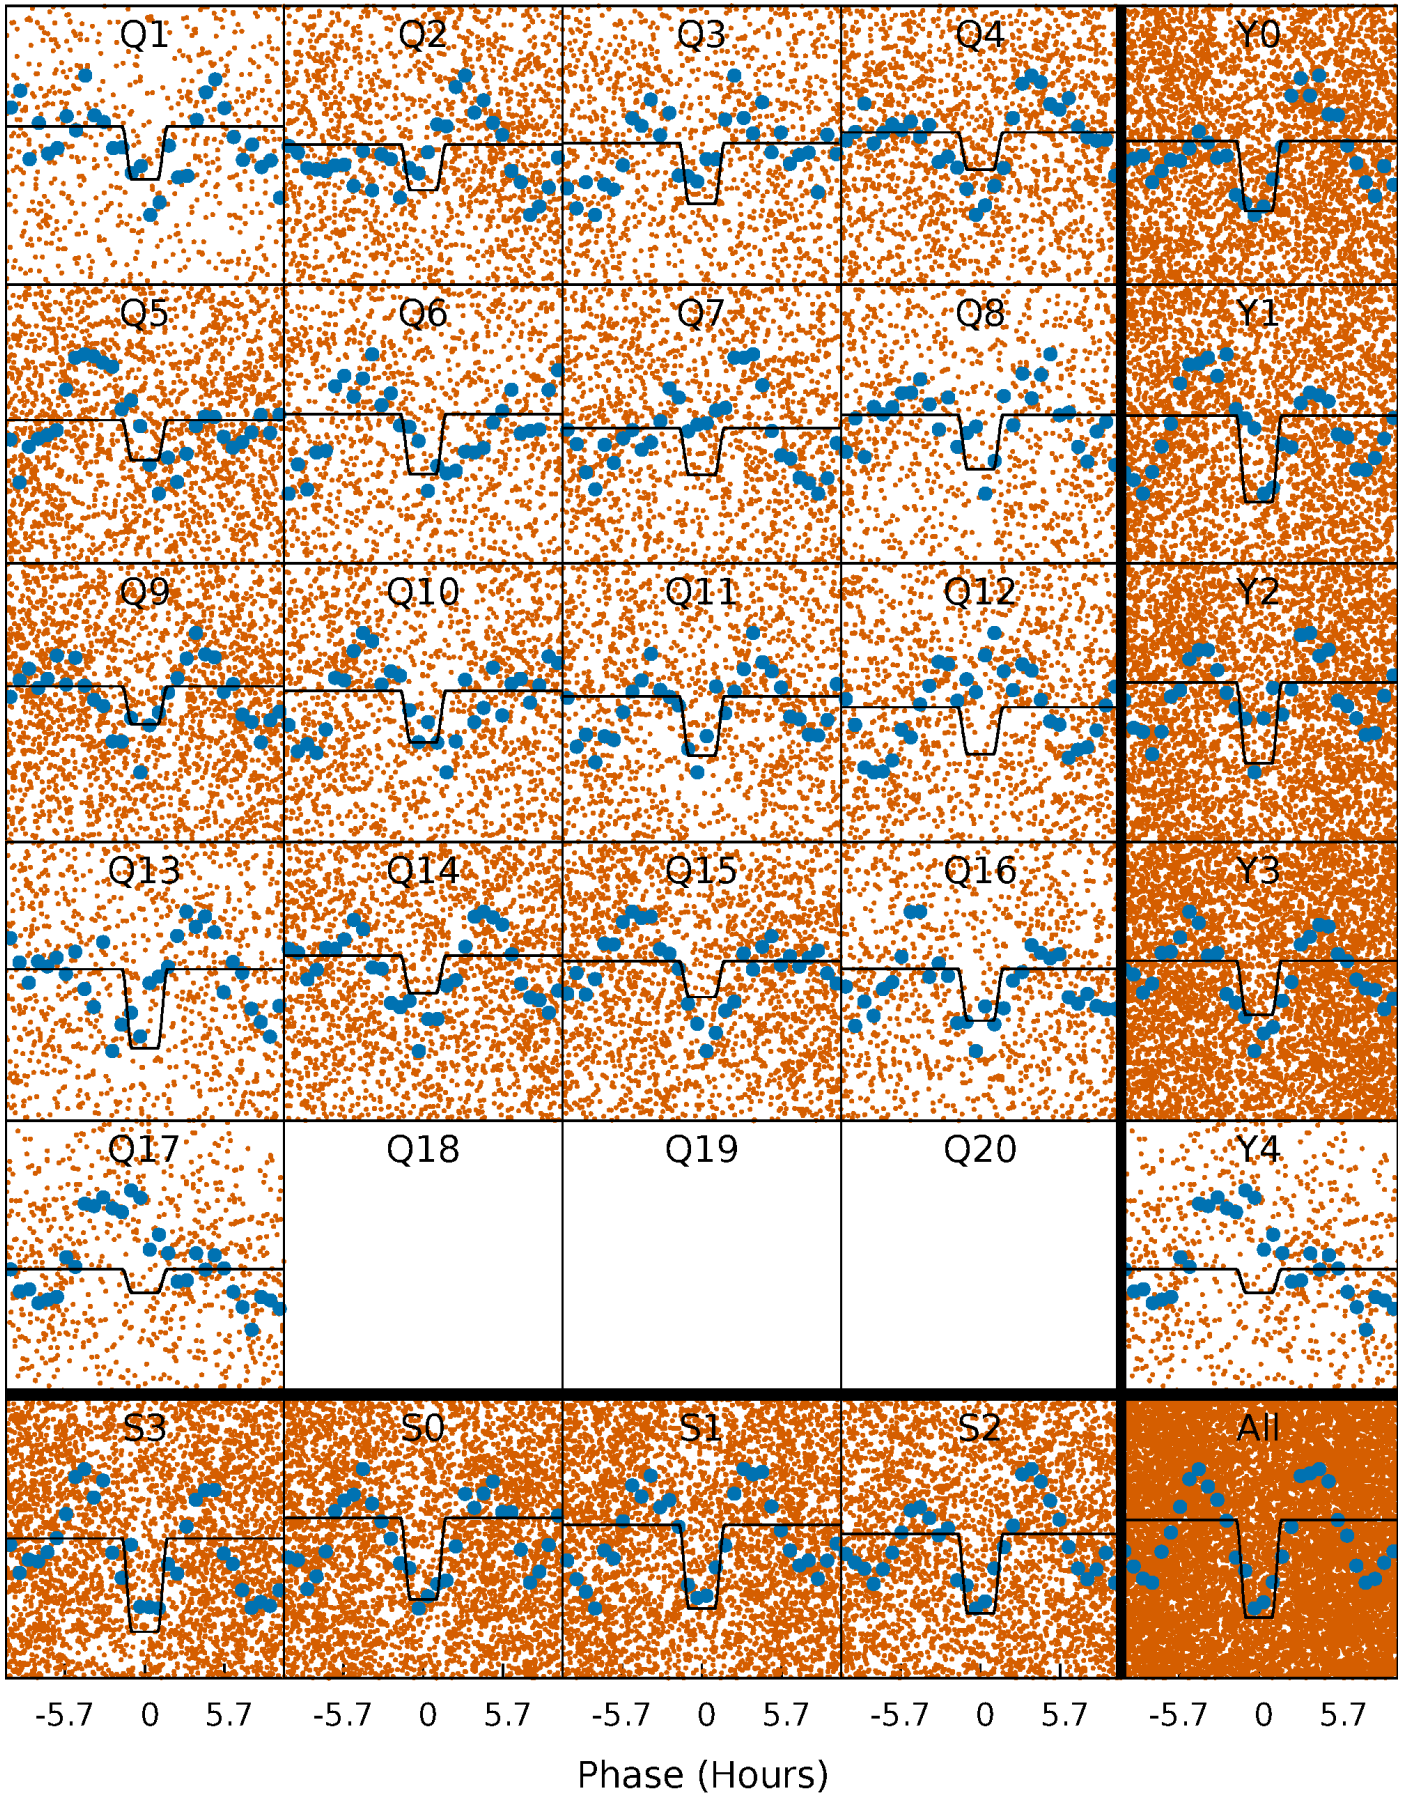 Q1 Q2 Q3 Q4 Y0
Q5 Q6 Q7 Q8 Y1
Q9 Q10 Q11 Q12 Y2
Q13 Q14 Q15 Q16 Y3
Q17 Q18 Q19 Q20 Y4
S3 S0 S1 S2 All
-5.7 0 5.7 -5.7 0 5.7 -5.7 0 5.7 -5.7 0 5.7 -5.7 0 5.7
Phase (Hours)